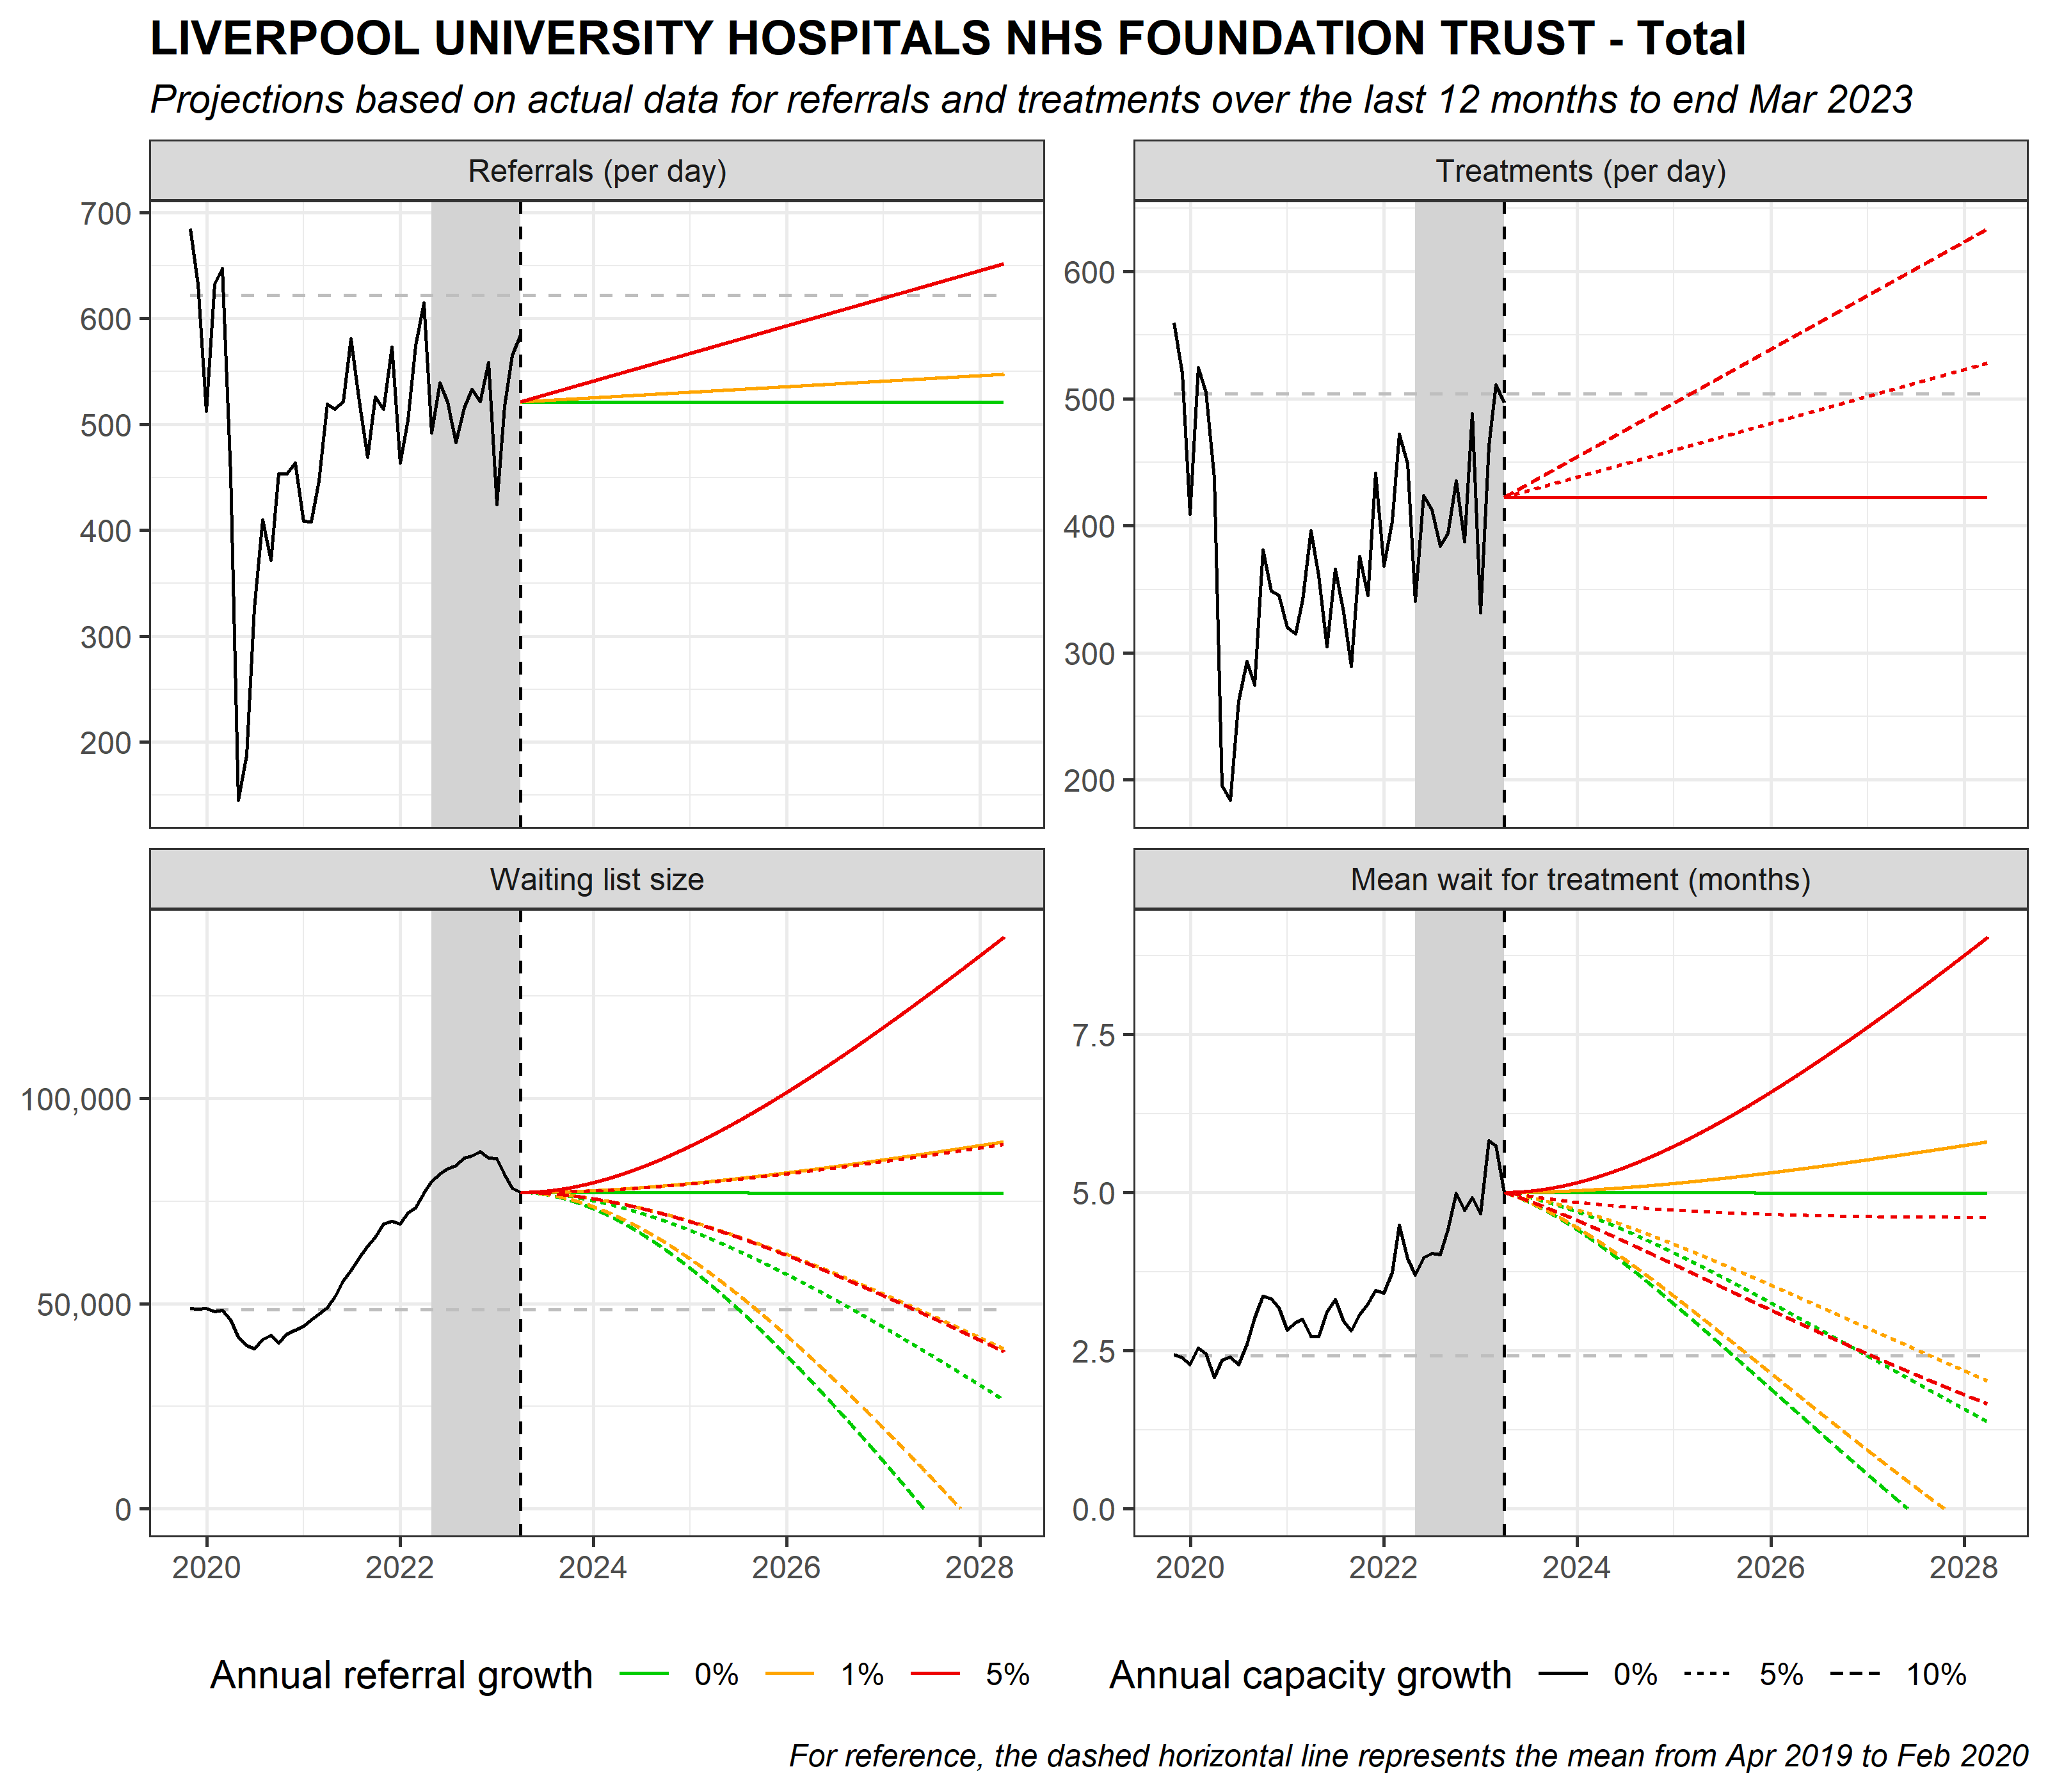 LIVERPOOL UNIVERSITY HOSPITALS NHS FOUNDATION TRUST - Total
Projections based on actual data for referrals and treatments over the last 12 months to end Mar 2023
Referrals (per day)
700
600
500
400
300
200
Treatments (per day)
600
500
400
300
200
Waiting list size
100,000
50,000
0
2020 2022 2024 2026 2028
Mean wait for treatment (months)
7.5
5.0
2.5
0.0
2020 2022 2024 2026 2028
Annual referral growth 0% 1% 5%
Annual capacity growth 0% 5% 10%
For reference, the dashed horizontal line represents the mean from Apr 2019 to Feb 2020